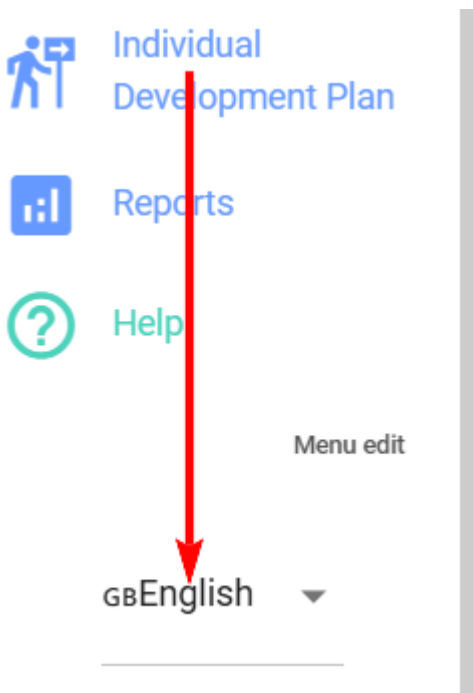 Individual
Development Plan
Reports
Help
Menu edit
GBEnglish